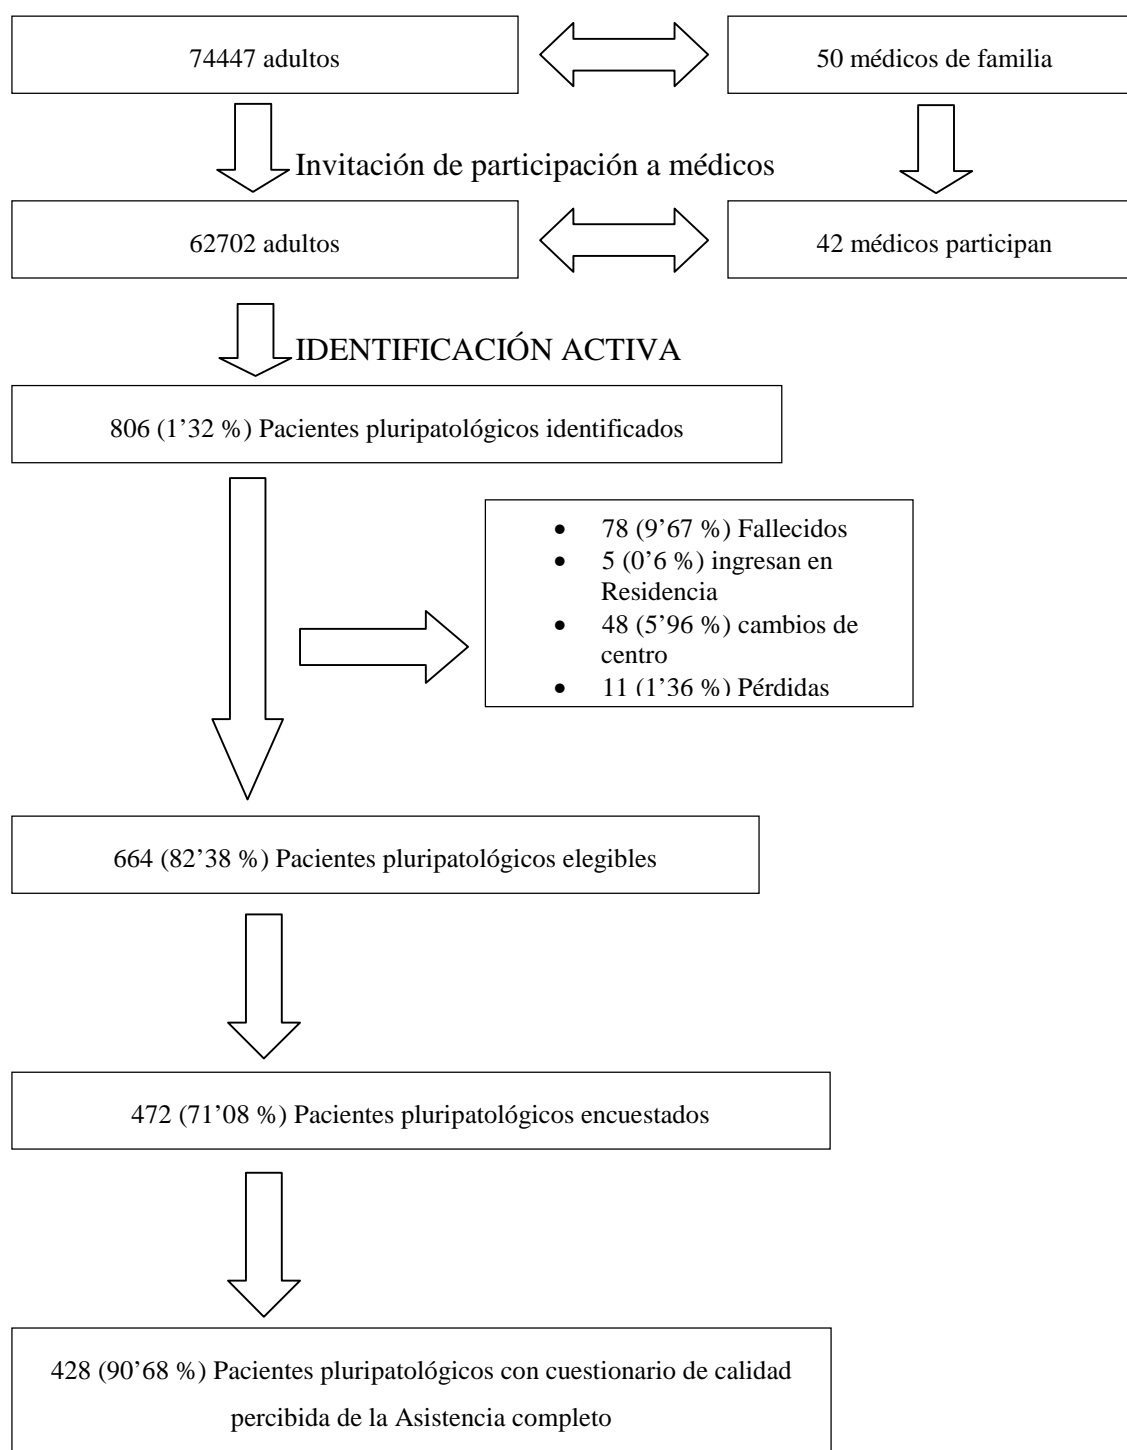 74447 adultos
50 médicos de familia
Invitación de participación a médicos
62702 adultos
42 médicos participan
IDENTIFICACIÓN ACTIVA
806 (1’32 %) Pacientes pluripatológicos identificados
• 78 (9’67 %) Fallecidos
• 5 (0’6 %) ingresan en
Residencia
• 48 (5’96 %) cambios de
centro
• 11 (1’36 %) Pérdidas
664 (82’38 %) Pacientes pluripatológicos elegibles
472 (71’08 %) Pacientes pluripatológicos encuestados
428 (90’68 %) Pacientes pluripatológicos con cuestionario de calidad
percibida de la Asistencia completo